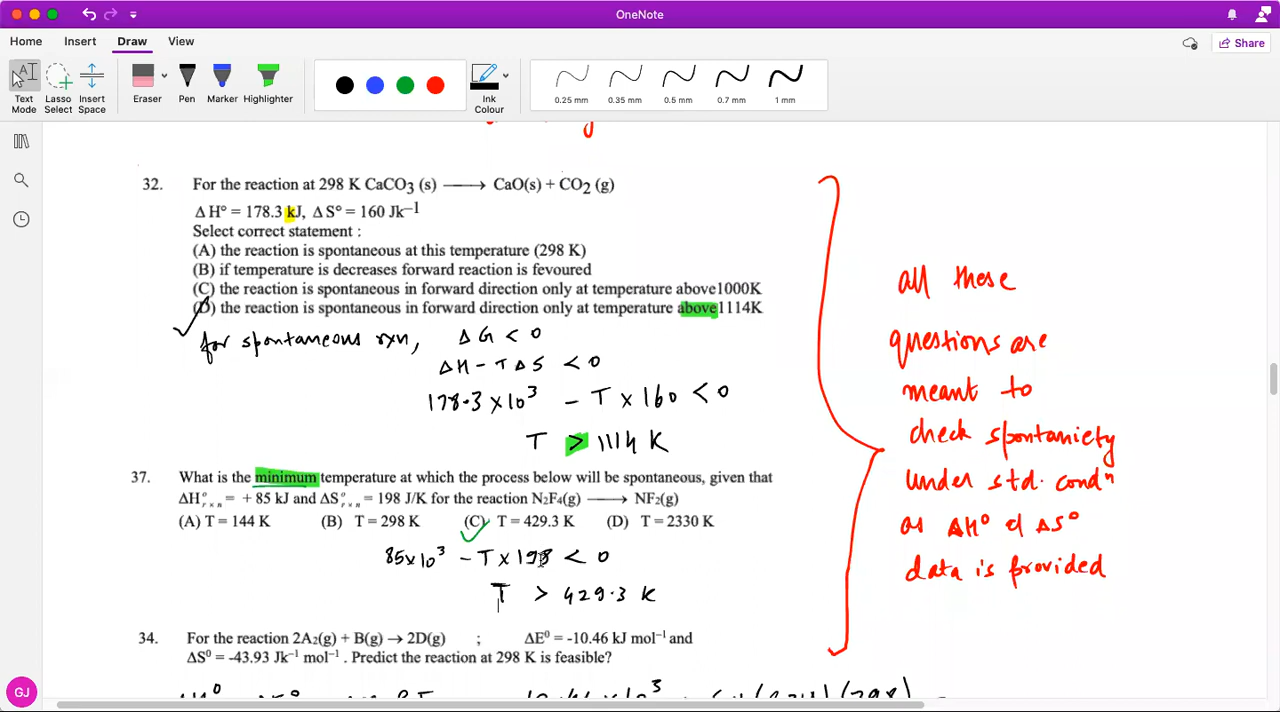 OneNote
Home Insert Draw View
Share
Text Mode
Lasso Select
Insert Space
Eraser
Pen
Marker
Highlighter
Ink Colour
0.25 mm 0.35 mm 0.5 mm 0.7 mm 1 mm
32. For the reaction at 298 K CaCO₃ (s) ⟶ CaO(s) + CO₂ (g)
Δ H° = 178.3 kJ, Δ S° = 160 Jk⁻¹
Select correct statement :
(A) the reaction is spontaneous at this temperature (298 K)
(B) if temperature is decreases forward reaction is fevoured
(C) the reaction is spontaneous in forward direction only at temperature above1000K
(D) the reaction is spontaneous in forward direction only at temperature above1114K
for spontaneous rxn, Δ G < 0
ΔH - TΔS < 0
178.3 × 10³ - T × 160 < 0
T > 1114 K
37. What is the minimum temperature at which the process below will be spontaneous, given that
ΔH°rxn = + 85 kJ and ΔS°rxn = 198 J/K for the reaction N₂F₄(g) ⟶ NF₂(g)
(A) T = 144 K (B) T = 298 K (C) T = 429.3 K (D) T = 2330 K
85×10³ - T × 198 < 0
T > 429.3 K
34. For the reaction 2A₂(g) + B(g) → 2D(g) ; ΔE⁰ = -10.46 kJ mol⁻¹ and
ΔS⁰ = -43.93 Jk⁻¹ mol⁻¹ . Predict the reaction at 298 K is feasible?
all these
questions are
meant to
check spontaniety
under std. condⁿ
as ΔH° & ΔS°
data is provided
GJ